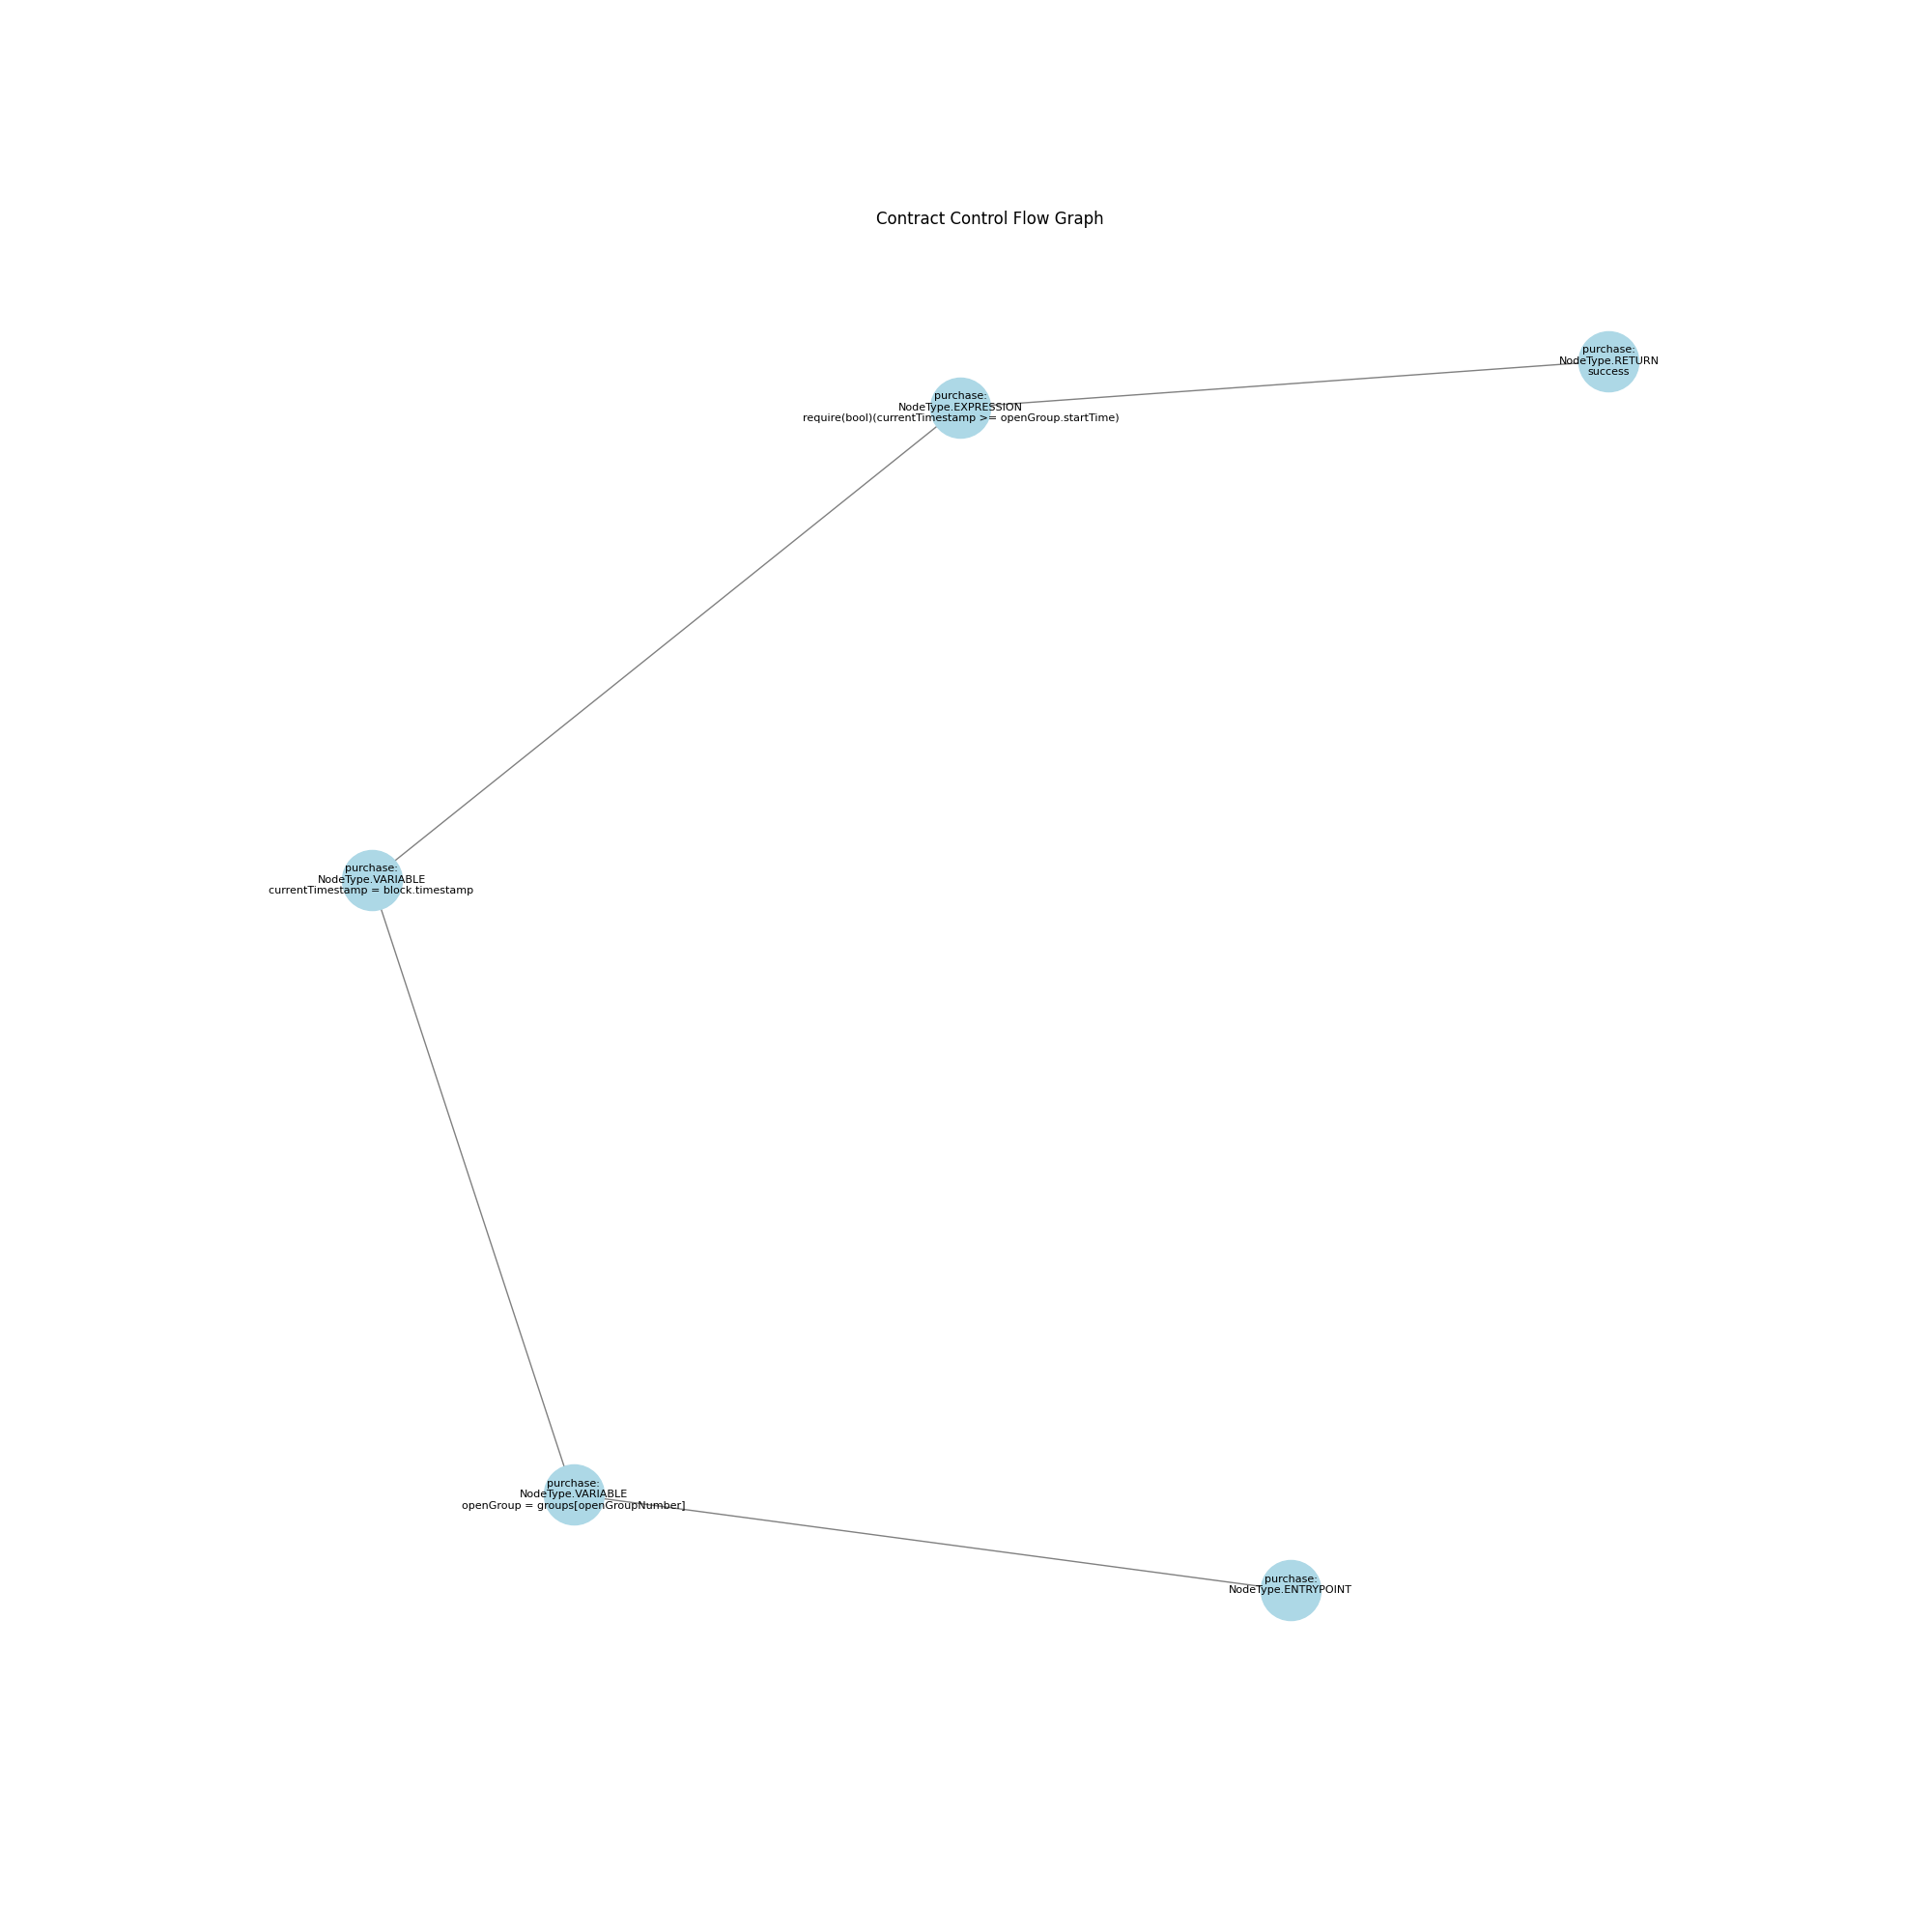 Contract Control Flow Graph
purchase:
NodeType.RETURN
success
purchase:
NodeType.EXPRESSION
require(bool)(currentTimestamp >= openGroup.startTime)
purchase:
NodeType.VARIABLE
currentTimestamp = block.timestamp
purchase:
NodeType.VARIABLE
openGroup = groups[openGroupNumber]
purchase:
NodeType.ENTRYPOINT